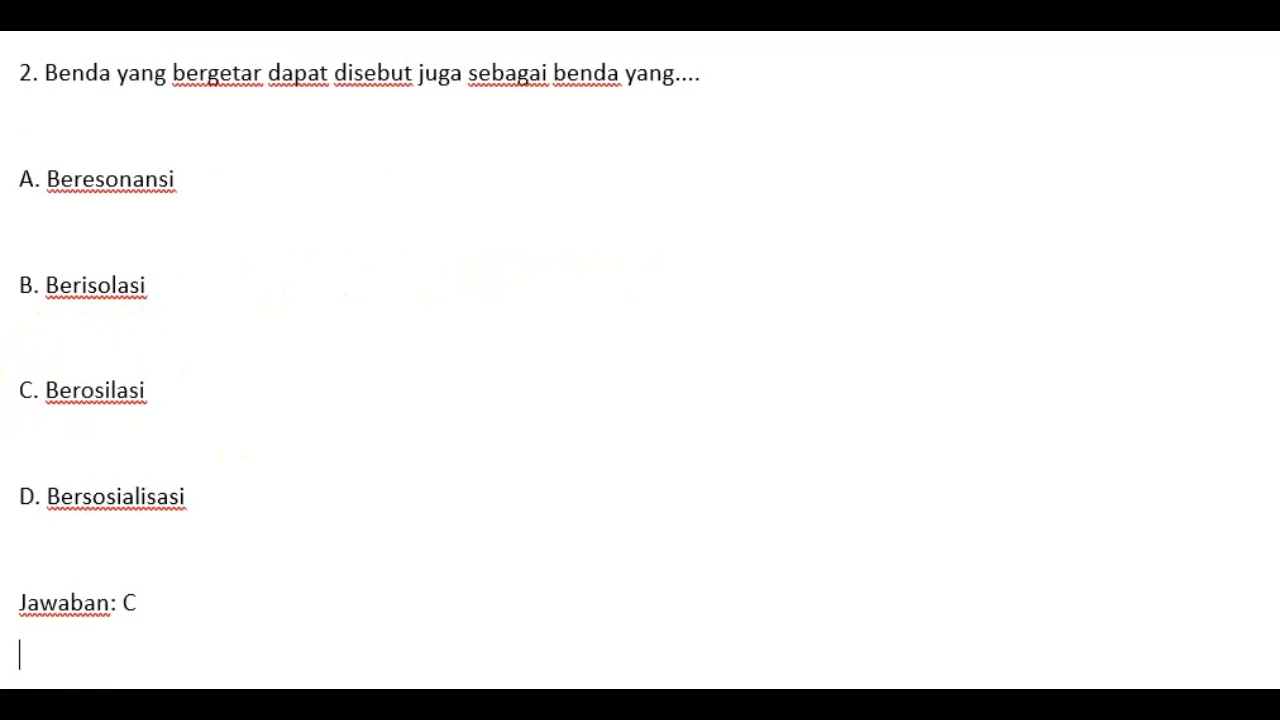 2. Benda yang bergetar dapat disebut juga sebagai benda yang....
A. Beresonansi
B. Berisolasi
C. Berosilasi
D. Bersosialisasi
Jawaban: C